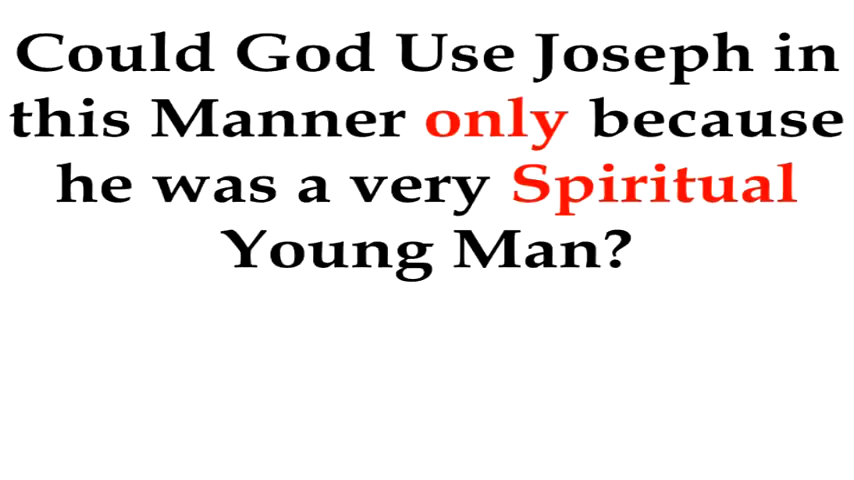 Could God Use Joseph in
this Manner only because
he was a very Spiritual
Young Man?